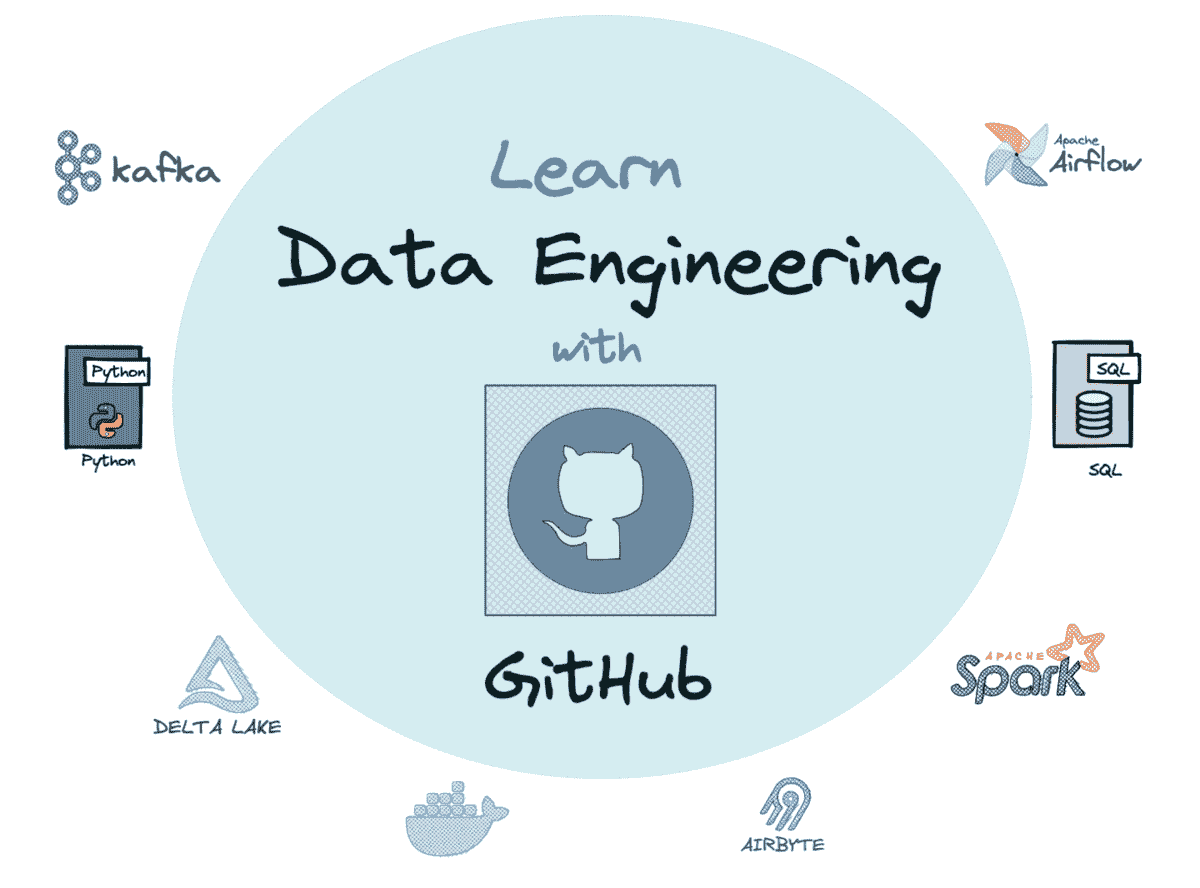 Learn
Data Engineering
with
GitHub
kafka
Apache
Airflow
Python
Python
SQL
SQL
DELTA LAKE
APACHE
Spark
AIRBYTE